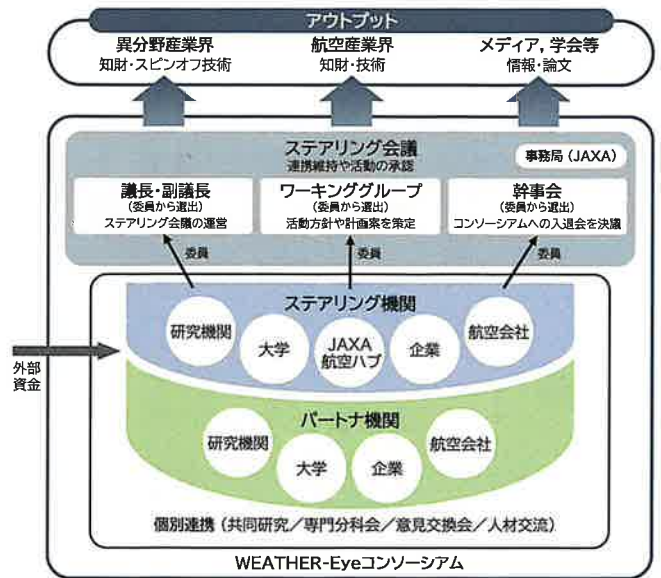 アウトプット
異分野産業界
知財・スピンオフ技術
航空産業界
知財・技術
メディア，学会等
情報・論文
ステアリング会議
連携維持や活動の承認
事務局（JAXA）
議長・副議長
（委員から選出）
ステアリング会議の運営
ワーキンググループ
（委員から選出）
活動方針や計画案を策定
幹事会
（委員から選出）
コンソーシアムへの入退会を決議
委員
委員
委員
ステアリング機関
研究機関
大学
JAXA
航空ハブ
企業
航空会社
外部
資金
パートナ機関
研究機関
大学
企業
航空会社
個別連携（共同研究／専門分科会／意見交換会／人材交流）
WEATHER-Eyeコンソーシアム